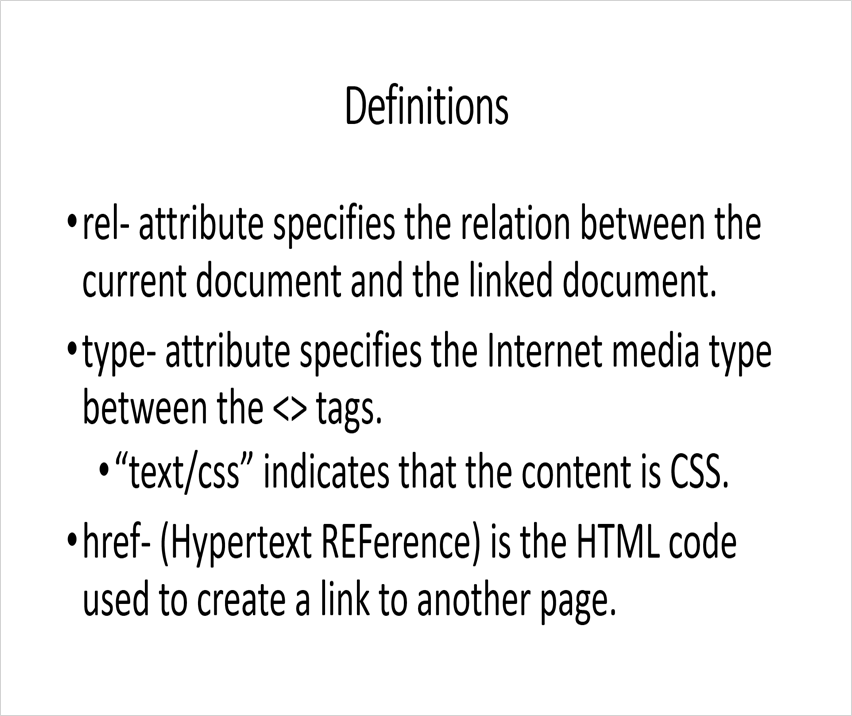 Definitions
•rel- attribute specifies the relation between the
current document and the linked document.
•type- attribute specifies the Internet media type
between the <> tags.
•“text/css” indicates that the content is CSS.
•href- (Hypertext REFerence) is the HTML code
used to create a link to another page.